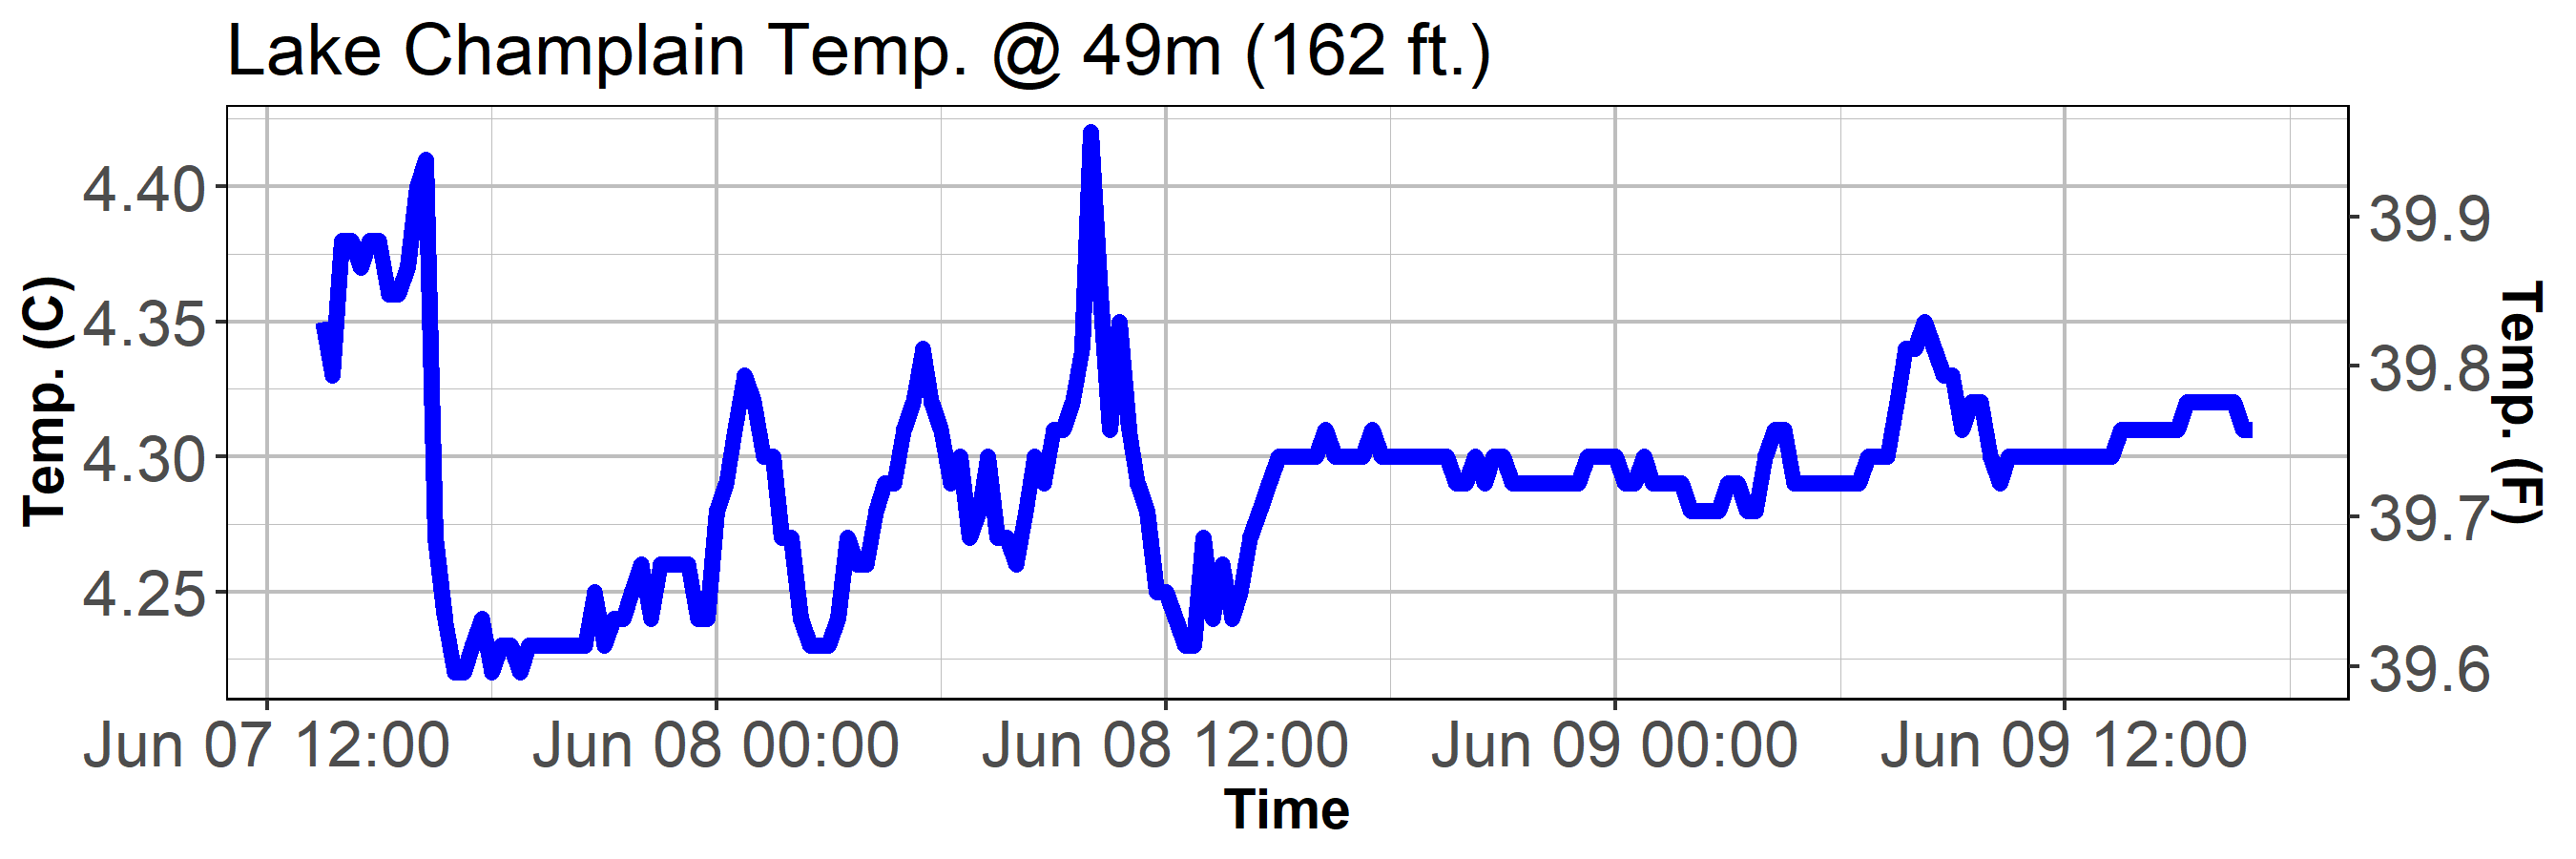 Lake Champlain Temp. @ 49m (162 ft.)
Temp. (C)
4.40
4.35
4.30
4.25
39.9
39.8
39.7
39.6
Temp. (F)
Jun 07 12:00 Jun 08 00:00 Jun 08 12:00 Jun 09 00:00 Jun 09 12:00
Time